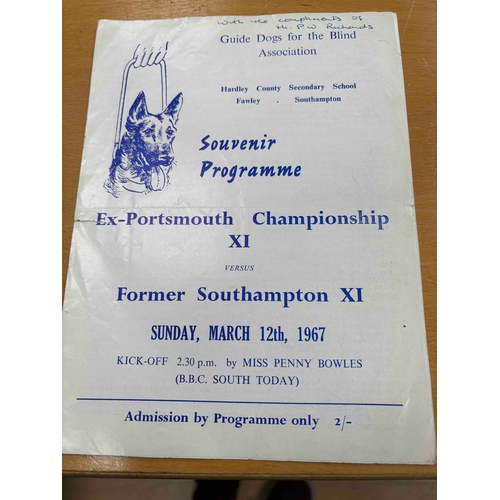 with the compliments of
Mr P W Richards
Guide Dogs for the Blind
Association
Hardley County Secondary School
Fawley . Southampton
Souvenir
Programme
Ex-Portsmouth Championship
XI
VERSUS
Former Southampton XI
SUNDAY, MARCH 12th, 1967
KICK-OFF 2.30 p.m. by MISS PENNY BOWLES
(B.B.C. SOUTH TODAY)
Admission by Programme only 2/-